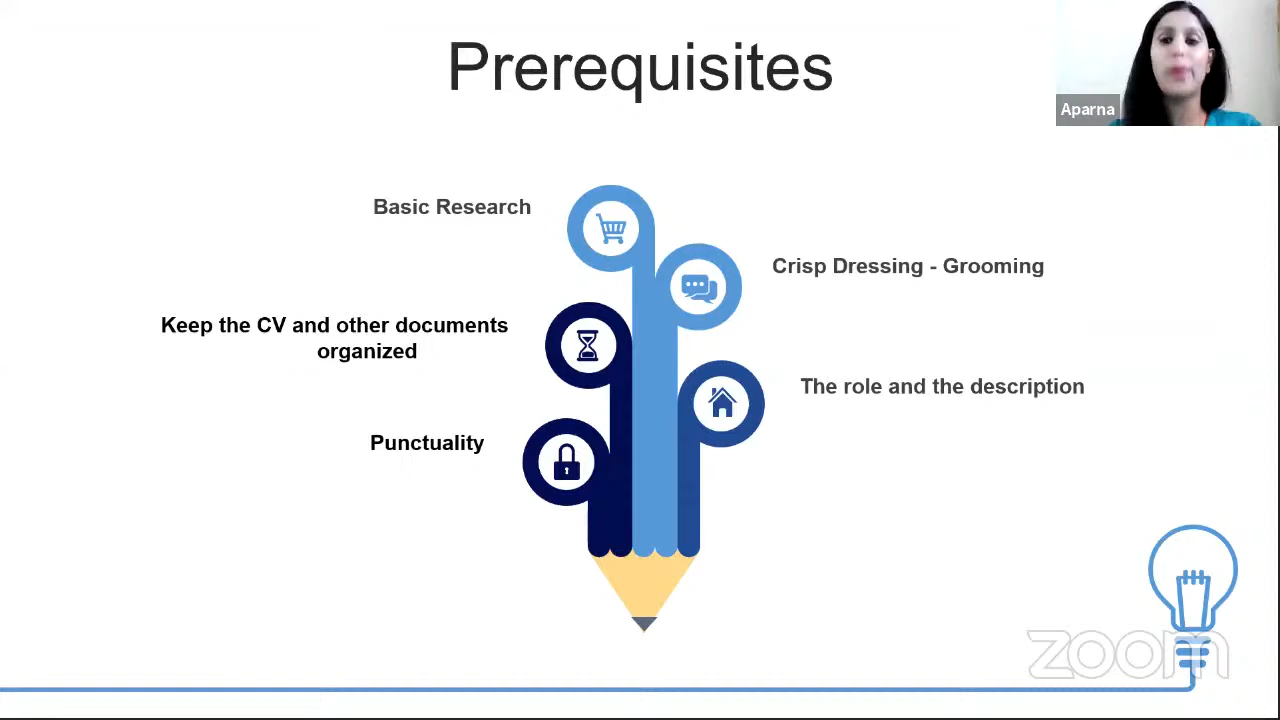 Prerequisites
Aparna
Basic Research
Crisp Dressing - Grooming
Keep the CV and other documents
organized
The role and the description
Punctuality
zoom